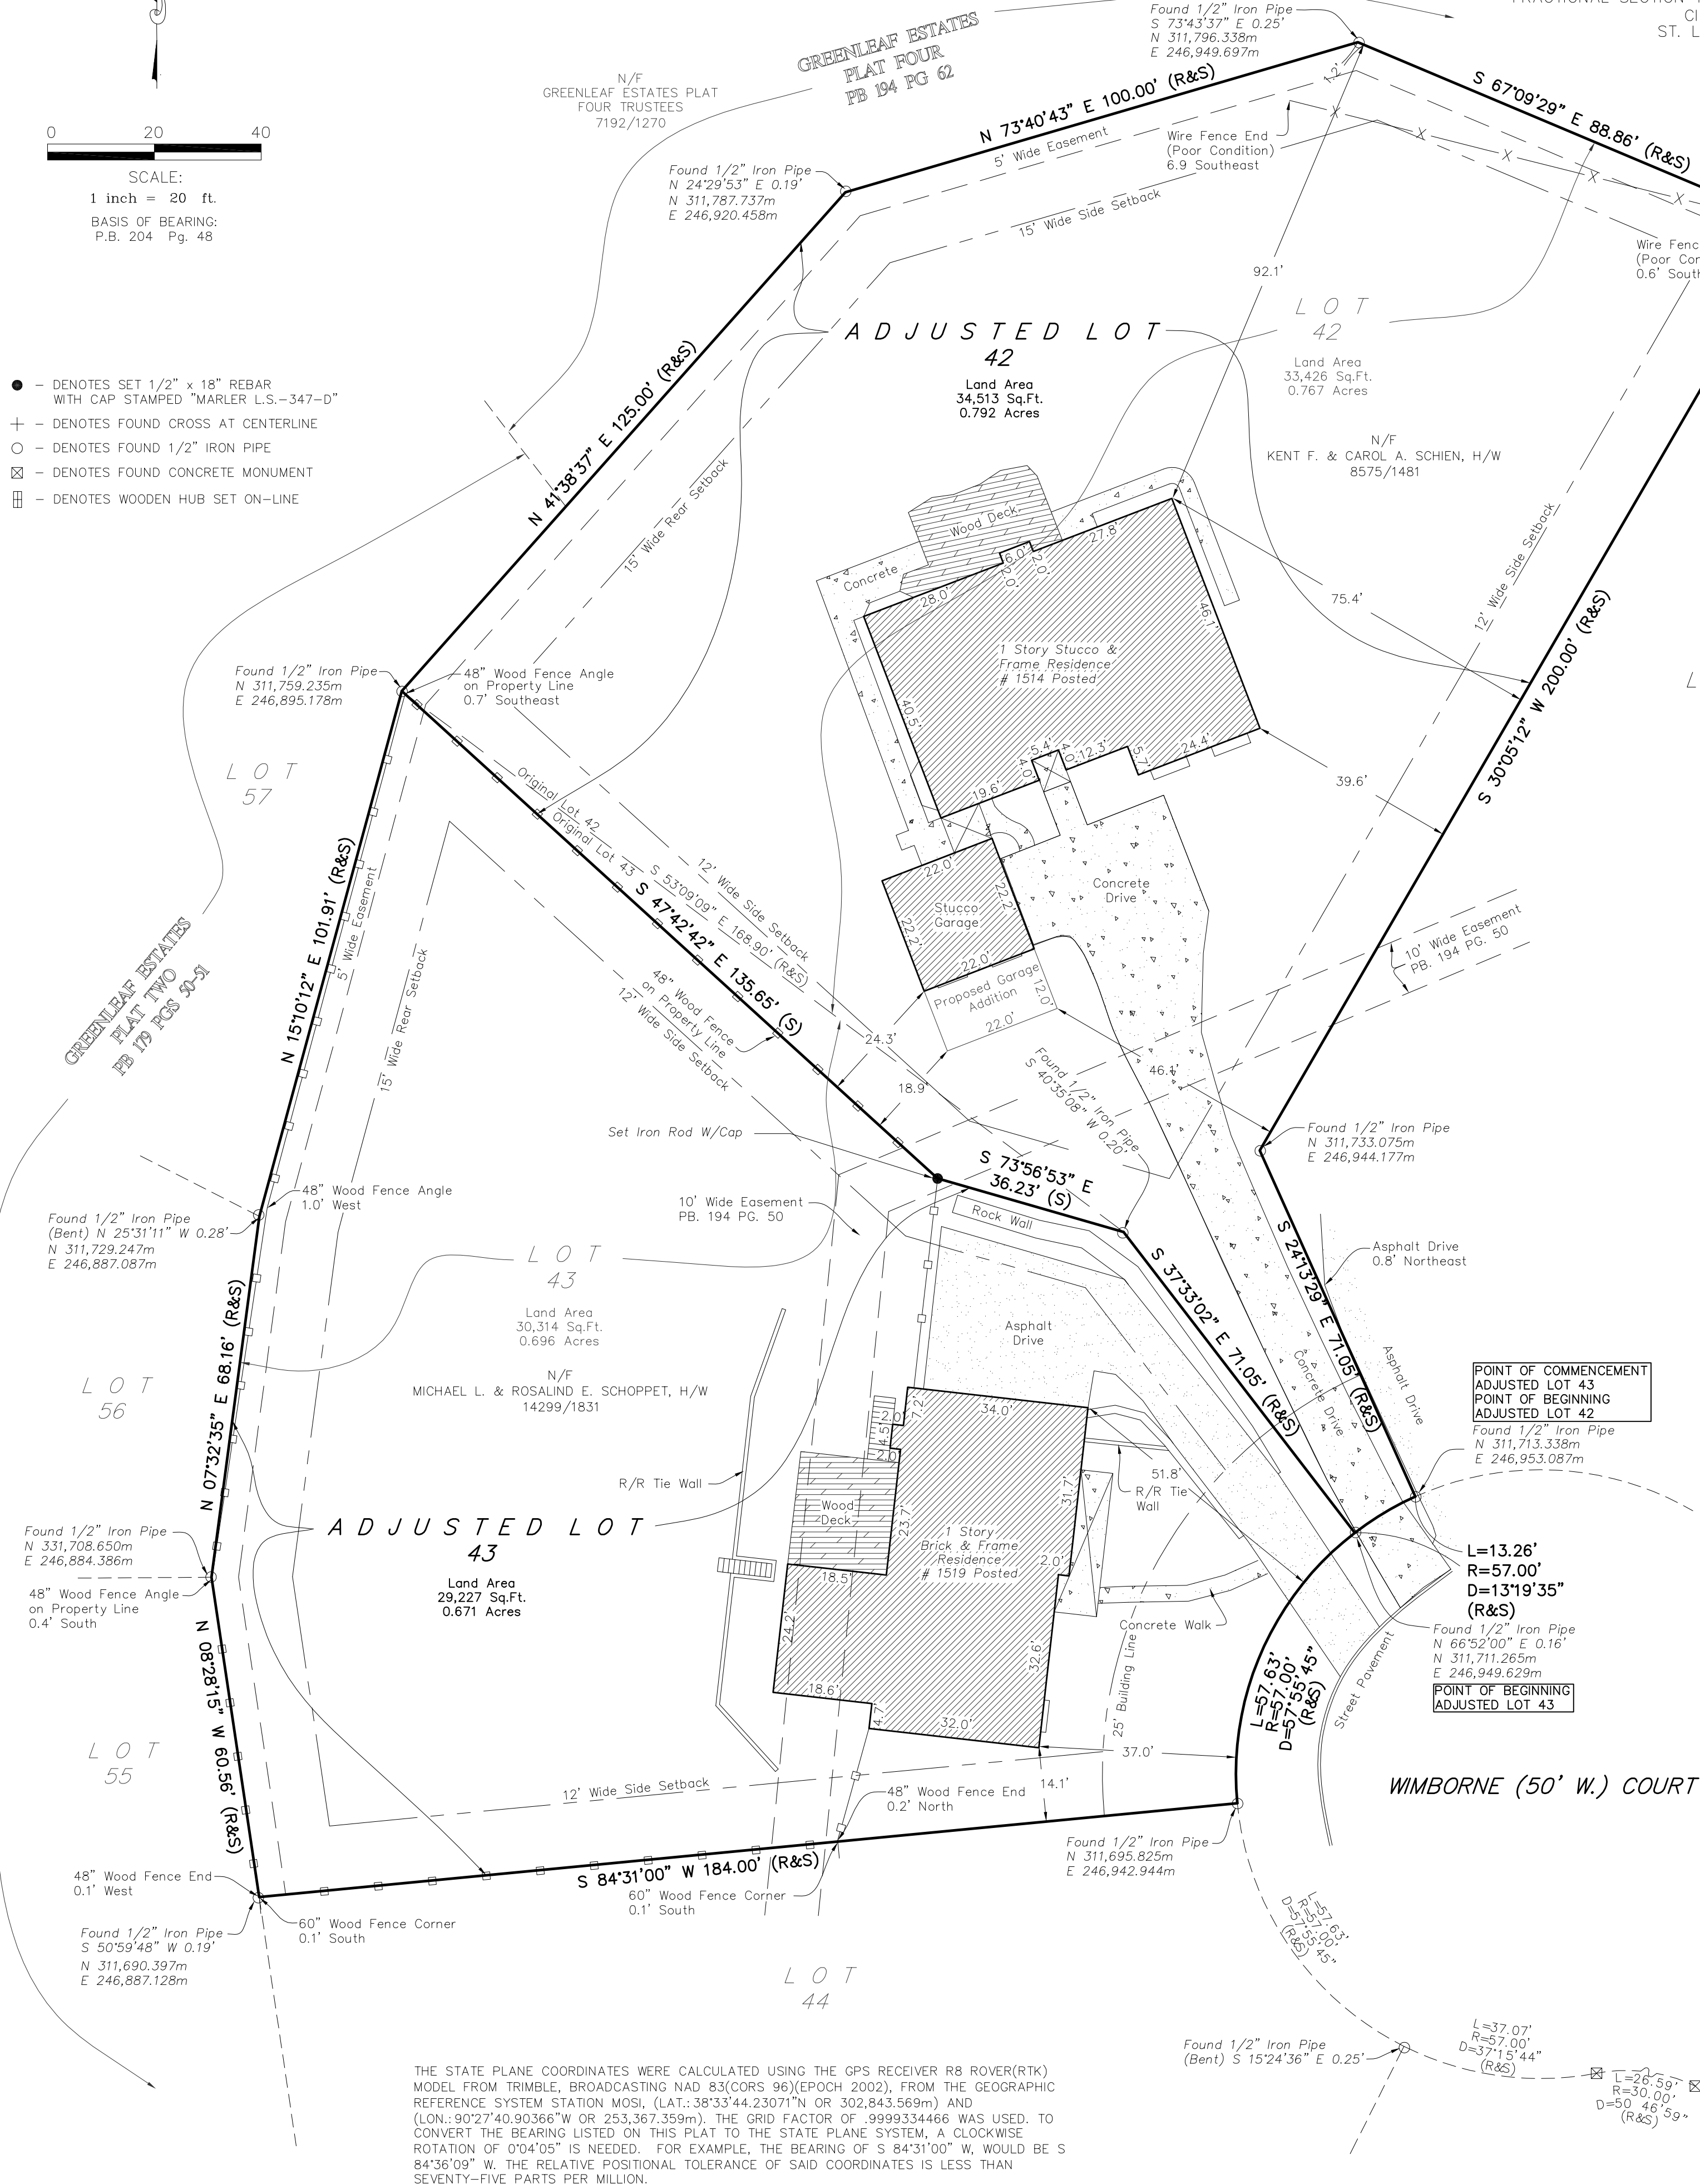 0 20 40
SCALE:
1 inch = 20 ft.
BASIS OF BEARING:
P.B. 204 Pg. 48
N/F
GREENLEAF ESTATES PLAT
FOUR TRUSTEES
7192/1270
GREENLEAF ESTATES
PLAT FOUR
PB 194 PG 62
Found 1/2" Iron Pipe
S 73°43'37" E 0.25'
N 311,796.338m
E 246,949.697m
ST. L
1.2'
N 73°40'43" E 100.00' (R&S)
5' Wide Easement
15' Wide Side Setback
S 67°09'29" E 88.86' (R&S)
Wire Fence End
(Poor Condition)
6.9 Southeast
Wire Fenc
(Poor Con
0.6' South
Found 1/2" Iron Pipe
N 24°29'53" E 0.19'
N 311,787.737m
E 246,920.458m
92.1'
ADJUSTED LOT
42
Land Area
34,513 Sq.Ft.
0.792 Acres
LOT
42
Land Area
33,426 Sq.Ft.
0.767 Acres
N/F
KENT F. & CAROL A. SCHIEN, H/W
8575/1481
● – DENOTES SET 1/2" x 18" REBAR
WITH CAP STAMPED "MARLER L.S.–347–D"
+ – DENOTES FOUND CROSS AT CENTERLINE
○ – DENOTES FOUND 1/2" IRON PIPE
☒ – DENOTES FOUND CONCRETE MONUMENT
– DENOTES WOODEN HUB SET ON–LINE
N 41°38'37" E 125.00' (R&S)
15' Wide Rear Setback
Wood Deck
Concrete
28.0'
6.0'
2.0'
2.0'
27.8'
46.1'
40.5'
1 Story Stucco &
Frame Residence
# 1514 Posted
5.4'
4.0'
4.0'
12.3'
5.7'
24.4'
19.6'
75.4'
39.6'
12' Wide Side Setback
S 30°05'12" W 200.00' (R&S)
L
Found 1/2" Iron Pipe
N 311,759.235m
E 246,895.178m
48" Wood Fence Angle
on Property Line
0.7' Southeast
LOT
57
Original Lot 42
Original Lot 43
S 53°09'09" E 168.90' (R&S)
12' Wide Side Setback
S 47°42'42" E 135.65' (S)
48" Wood Fence
on Property Line
12' Wide Side Setback
22.0'
22.2'
22.2'
22.0'
Stucco
Garage
Proposed Garage
Addition
12.0'
22.0'
Concrete
Drive
10' Wide Easement
PB. 194 PG. 50
24.3'
18.9'
46.1'
GREENLEAF ESTATES
PLAT TWO
PB 179 PGS 50-51
N 15°10'12" E 101.91' (R&S)
5' Wide Easement
15' Wide Rear Setback
Found 1/2" Iron Pipe
S 40°35'08" W 0.20'
Set Iron Rod W/Cap
Found 1/2" Iron Pipe
N 311,733.075m
E 246,944.177m
S 73°56'53" E
36.23' (S)
48" Wood Fence Angle
1.0' West
Found 1/2" Iron Pipe
(Bent) N 25°31'11" W 0.28'
N 311,729.247m
E 246,887.087m
10' Wide Easement
PB. 194 PG. 50
Rock Wall
LOT
43
Land Area
30,314 Sq.Ft.
0.696 Acres
N/F
MICHAEL L. & ROSALIND E. SCHOPPET, H/W
14299/1831
S 37°33'02" E 71.05' (R&S)
S 24°13'29" E 71.05' (R&S)
Asphalt Drive
0.8' Northeast
Asphalt
Drive
Concrete Drive
Asphalt Drive
LOT
56
N 07°32'35" E 68.16' (R&S)
POINT OF COMMENCEMENT
ADJUSTED LOT 43
POINT OF BEGINNING
ADJUSTED LOT 42
Found 1/2" Iron Pipe
N 311,713.338m
E 246,953.087m
R/R Tie Wall
2.0'
4.5'
2.0'
7.2'
34.0'
51.8'
R/R Tie
Wall
31.7'
23.7'
Wood
Deck
1 Story
Brick & Frame
Residence
# 1519 Posted
2.0'
18.5'
24.2'
32.6'
18.6'
4.7'
32.0'
ADJUSTED LOT
43
Land Area
29,227 Sq.Ft.
0.671 Acres
Found 1/2" Iron Pipe
N 331,708.650m
E 246,884.386m
48" Wood Fence Angle
on Property Line
0.4' South
L=13.26'
R=57.00'
D=13°19'35"
(R&S)
Found 1/2" Iron Pipe
N 66°52'00" E 0.16'
N 311,711.265m
E 246,949.629m
POINT OF BEGINNING
ADJUSTED LOT 43
Concrete Walk
25' Building Line
L=57.63'
R=57.00'
D=57°55'45"
(R&S)
Street Pavement
N 08°28'15" W 60.56' (R&S)
LOT
55
12' Wide Side Setback
37.0'
14.1'
48" Wood Fence End
0.2' North
WIMBORNE (50' W.) COURT
Found 1/2" Iron Pipe
N 311,695.825m
E 246,942.944m
S 84°31'00" W 184.00' (R&S)
48" Wood Fence End
0.1' West
60" Wood Fence Corner
0.1' South
60" Wood Fence Corner
0.1' South
Found 1/2" Iron Pipe
S 50°59'48" W 0.19'
N 311,690.397m
E 246,887.128m
L=57.63'
R=57.00'
D=57°55'45"
(R&S)
LOT
44
Found 1/2" Iron Pipe
(Bent) S 15°24'36" E 0.25'
L=37.07'
R=57.00'
D=37°15'44"
(R&S)
L=26.59'
R=30.00'
D=50 46'59"
(R&S)
THE STATE PLANE COORDINATES WERE CALCULATED USING THE GPS RECEIVER R8 ROVER(RTK)
MODEL FROM TRIMBLE, BROADCASTING NAD 83(CORS 96)(EPOCH 2002), FROM THE GEOGRAPHIC
REFERENCE SYSTEM STATION MOSI, (LAT.: 38°33'44.23071"N OR 302,843.569m) AND
(LON.: 90°27'40.90366"W OR 253,367.359m). THE GRID FACTOR OF .9999334466 WAS USED. TO
CONVERT THE BEARING LISTED ON THIS PLAT TO THE STATE PLANE SYSTEM, A CLOCKWISE
ROTATION OF 0°04'05" IS NEEDED. FOR EXAMPLE, THE BEARING OF S 84°31'00" W, WOULD BE S
84°36'09" W. THE RELATIVE POSITIONAL TOLERANCE OF SAID COORDINATES IS LESS THAN
SEVENTY–FIVE PARTS PER MILLION.